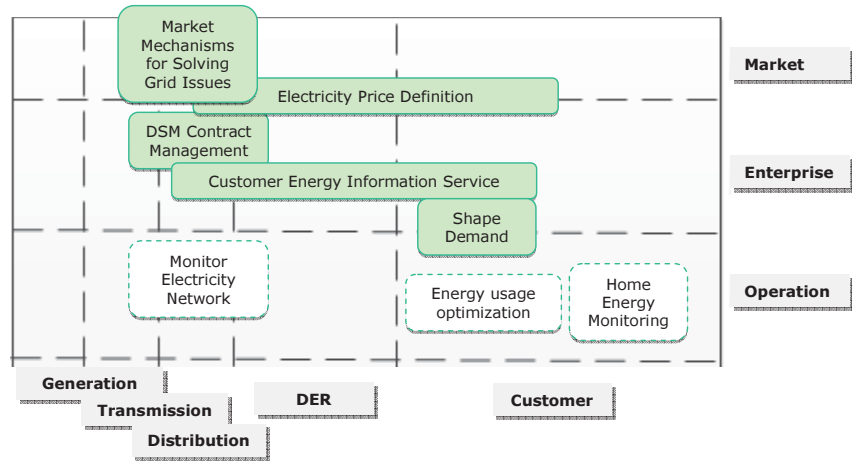 Market
Mechanisms
for Solving
Grid Issues
Market
Electricity Price Definition
DSM Contract
Management
Enterprise
Customer Energy Information Service
Shape
Demand
Monitor
Electricity
Network
Energy usage
optimization
Home
Energy
Monitoring
Operation
Generation
Transmission
Distribution
DER
Customer